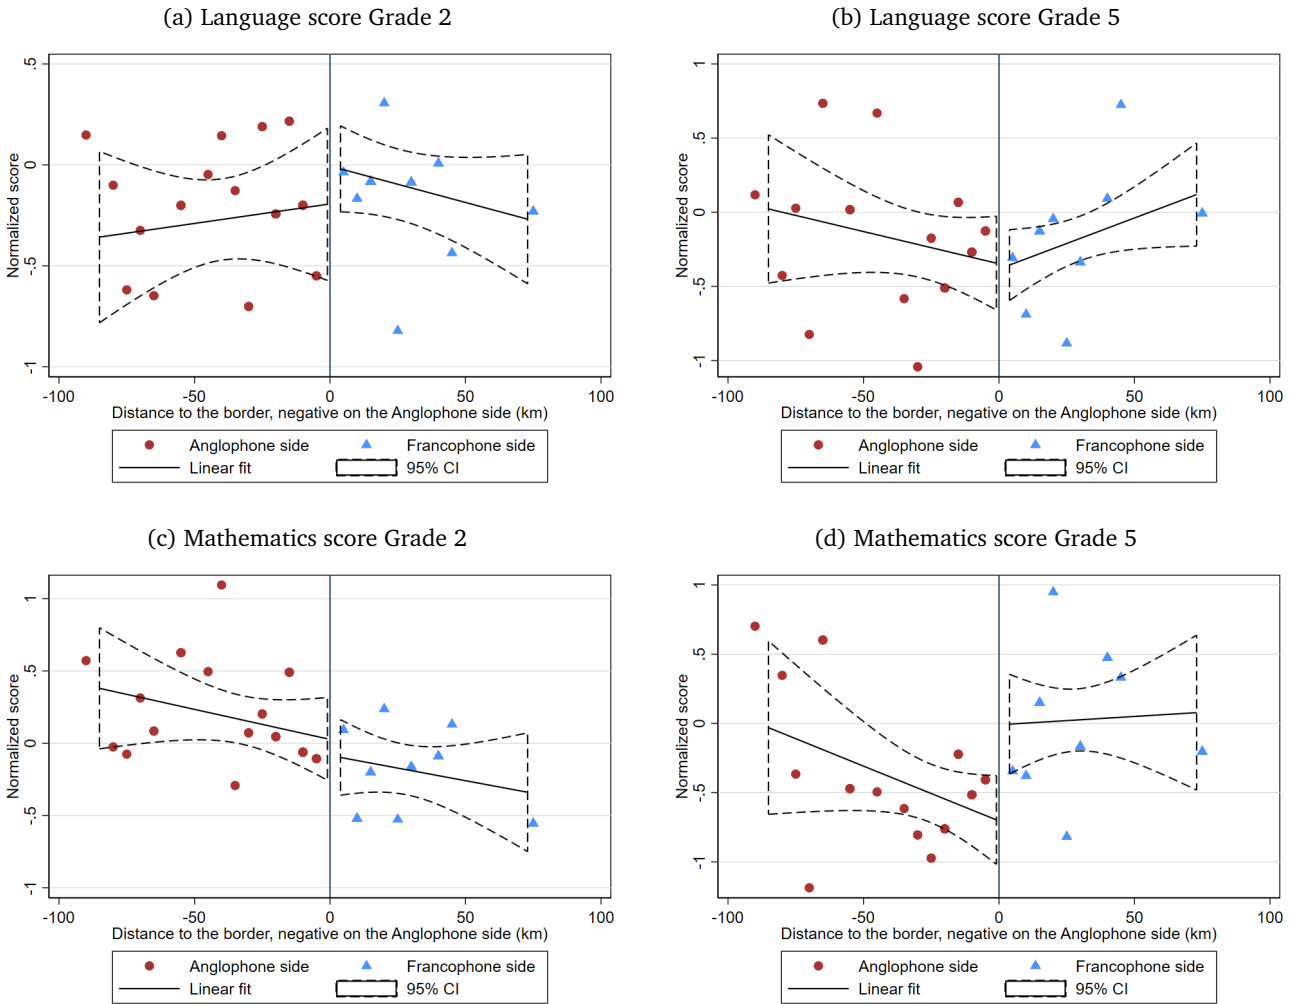 (a) Language score Grade 2
Normalized score
.5
0
-.5
-1
-100 -50 0 50 100
Distance to the border, negative on the Anglophone side (km)
Anglophone side Francophone side
Linear fit 95% CI
(b) Language score Grade 5
Normalized score
1
.5
0
-.5
-1
-100 -50 0 50 100
Distance to the border, negative on the Anglophone side (km)
Anglophone side Francophone side
Linear fit 95% CI
(c) Mathematics score Grade 2
Normalized score
1
.5
0
-.5
-1
-100 -50 0 50 100
Distance to the border, negative on the Anglophone side (km)
Anglophone side Francophone side
Linear fit 95% CI
(d) Mathematics score Grade 5
Normalized score
1
.5
0
-.5
-1
-100 -50 0 50 100
Distance to the border, negative on the Anglophone side (km)
Anglophone side Francophone side
Linear fit 95% CI